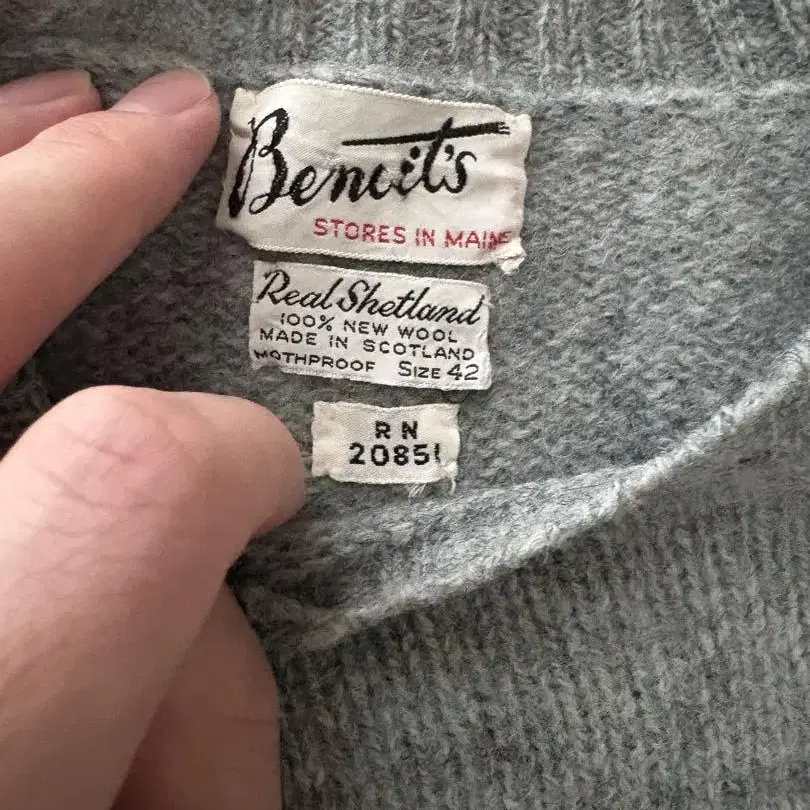 Benoit's
STORES IN MAINE
Real Shetland
100% NEW WOOL
MADE IN SCOTLAND
MOTHPROOF SIZE 42
RN
20851